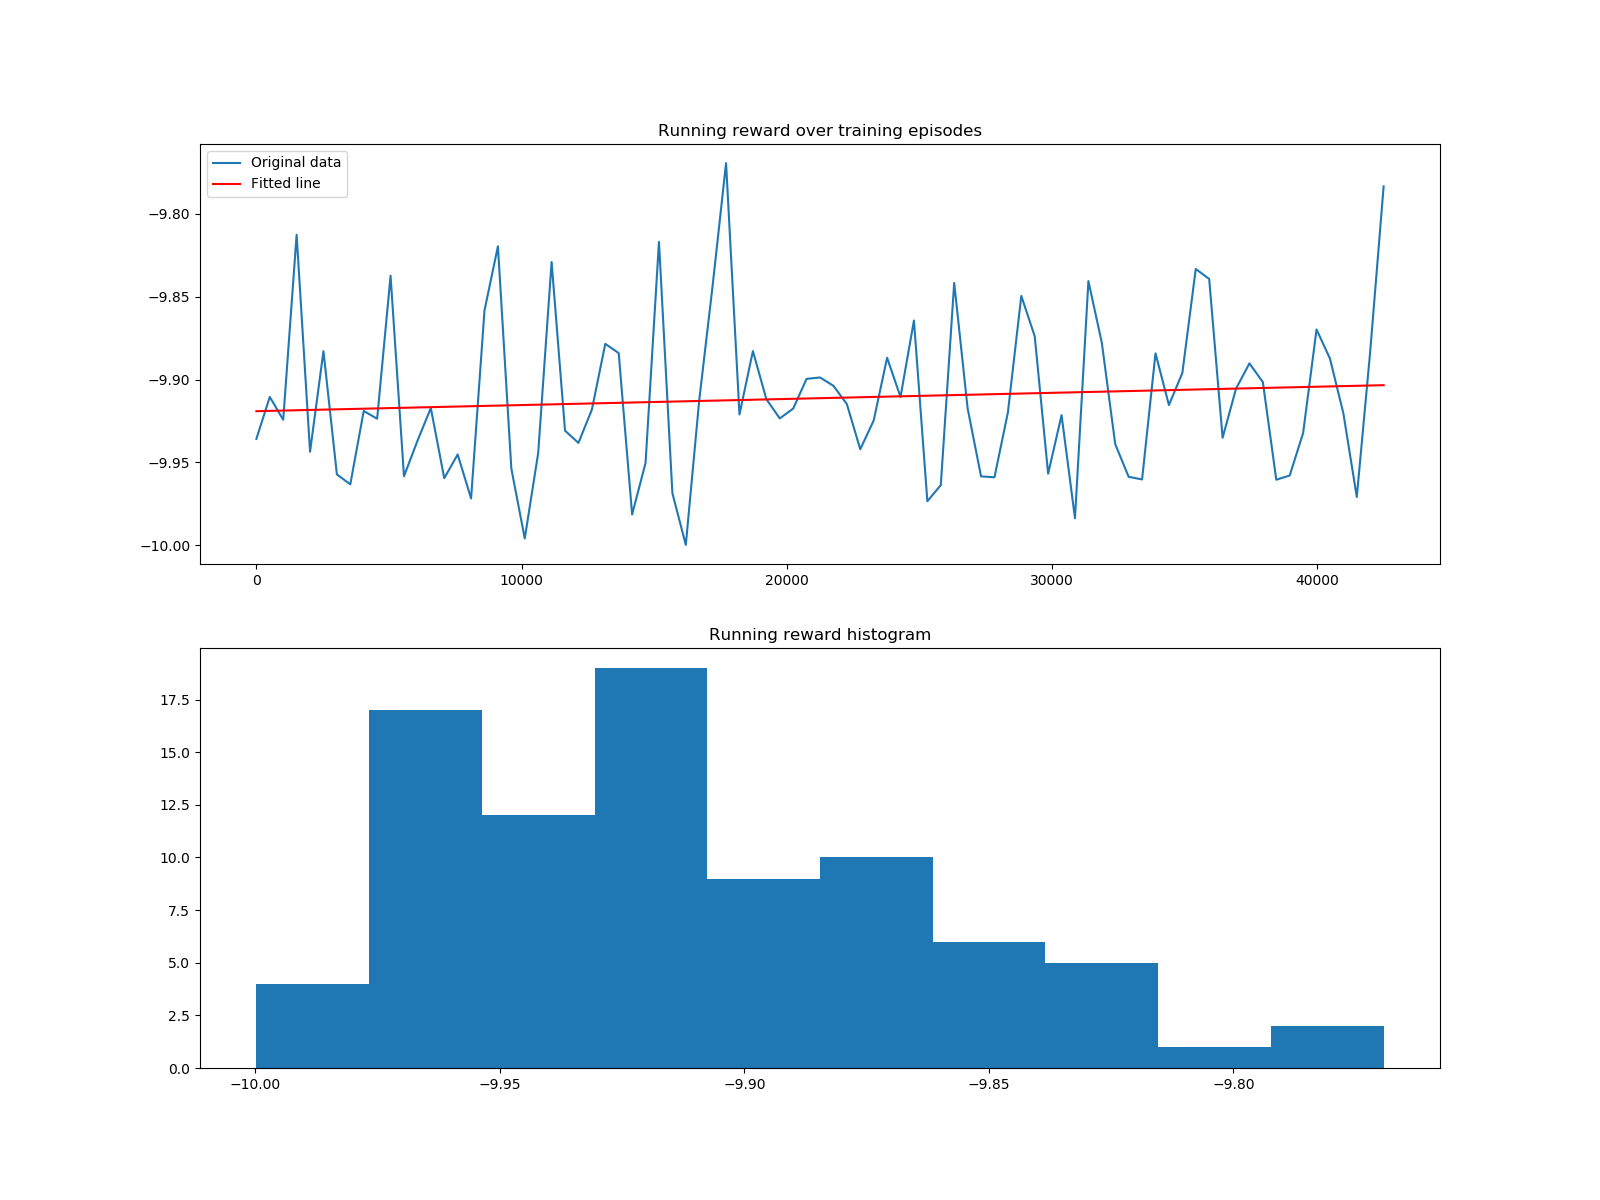 Running reward over training episodes
Original data
Fitted line
−9.80
−9.85
−9.90
−9.95
−10.00
0 10000 20000 30000 40000
Running reward histogram
17.5
15.0
12.5
10.0
7.5
5.0
2.5
0.0
−10.00 −9.95 −9.90 −9.85 −9.80